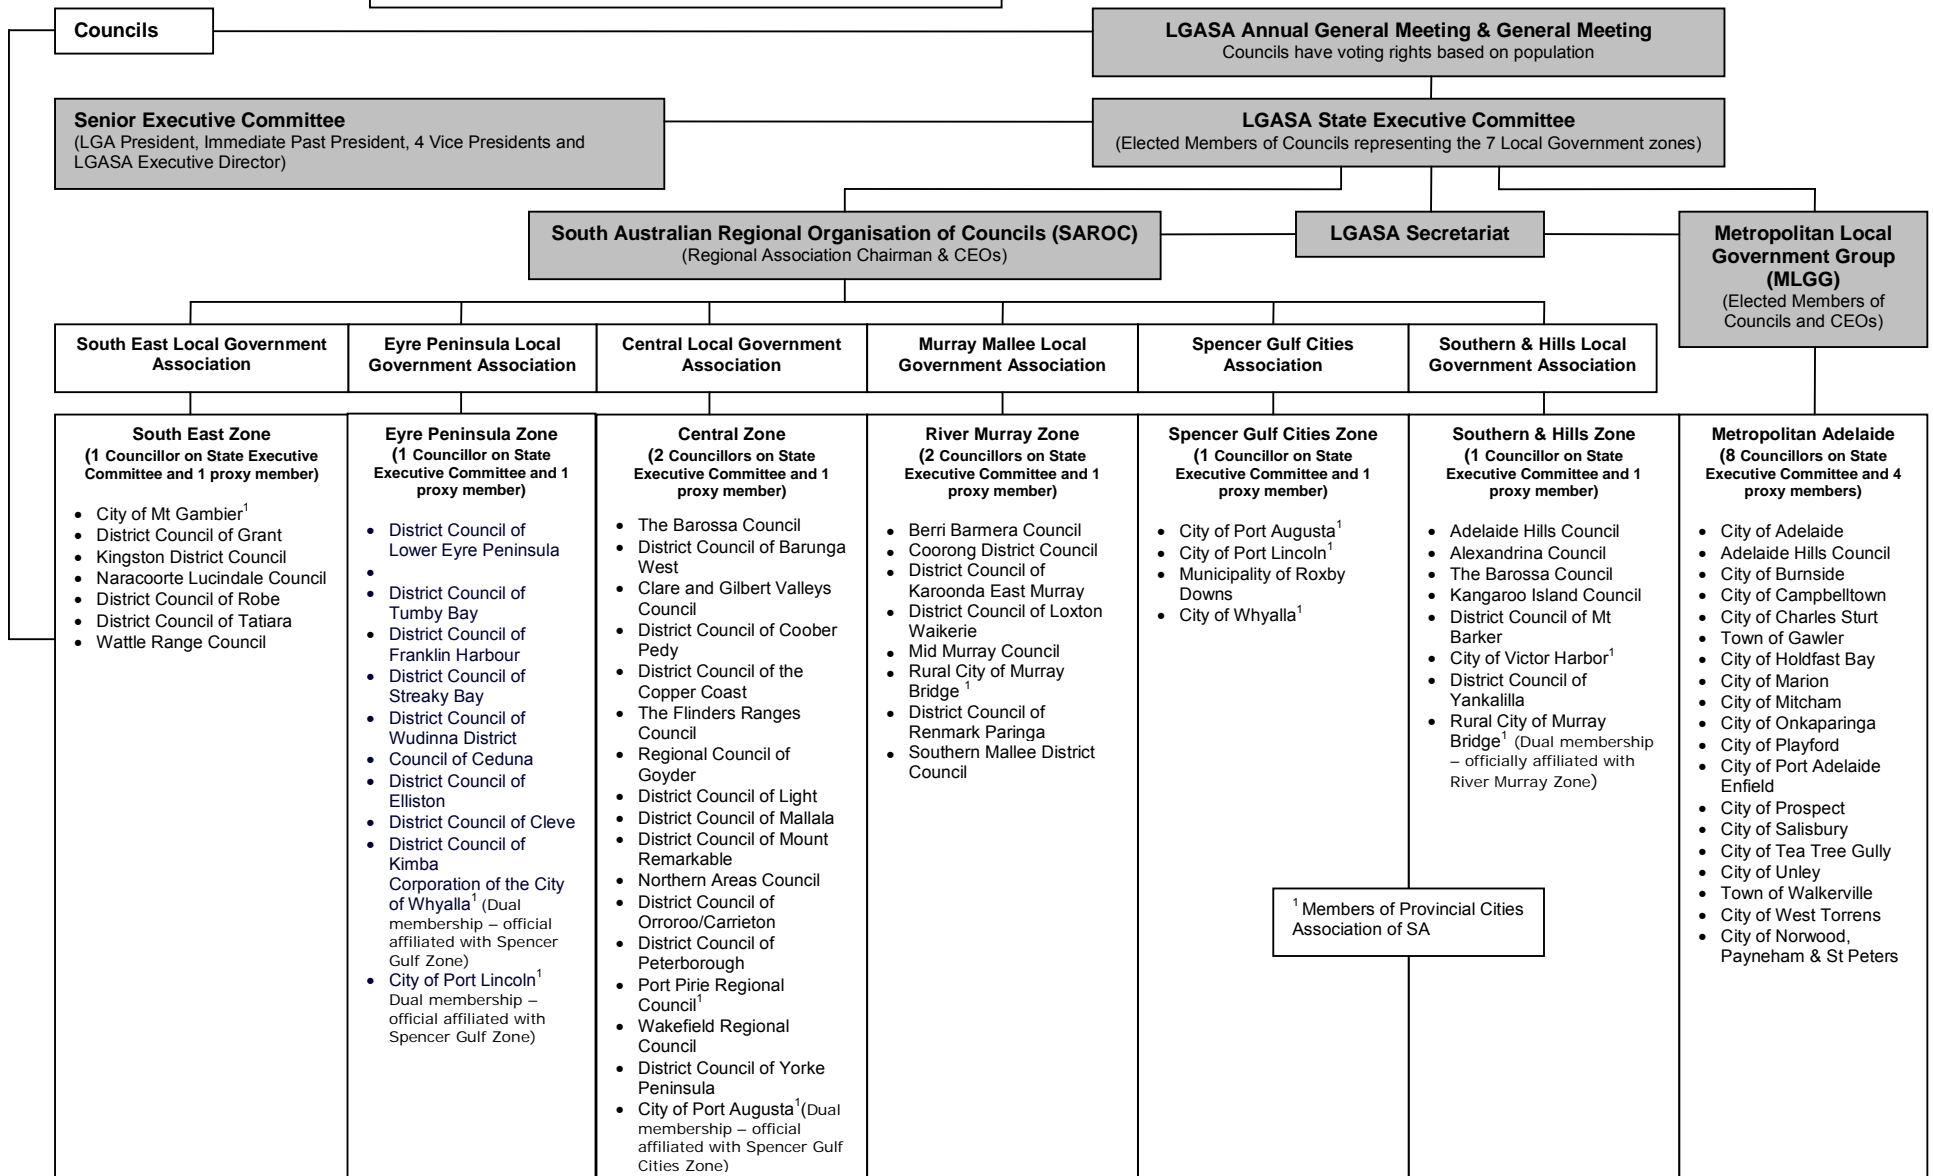 Councils
LGASA Annual General Meeting & General Meeting
Councils have voting rights based on population
Senior Executive Committee
(LGA President, Immediate Past President, 4 Vice Presidents and
LGASA Executive Director)
LGASA State Executive Committee
(Elected Members of Councils representing the 7 Local Government zones)
South Australian Regional Organisation of Councils (SAROC)
(Regional Association Chairman & CEOs)
LGASA Secretariat
Metropolitan Local
Government Group
(MLGG)
(Elected Members of
Councils and CEOs)
South East Local Government
Association
Eyre Peninsula Local
Government Association
Central Local Government
Association
Murray Mallee Local
Government Association
Spencer Gulf Cities
Association
Southern & Hills Local
Government Association
South East Zone
(1 Councillor on State Executive
Committee and 1 proxy member)
• City of Mt Gambier¹
• District Council of Grant
• Kingston District Council
• Naracoorte Lucindale Council
• District Council of Robe
• District Council of Tatiara
• Wattle Range Council
Eyre Peninsula Zone
(1 Councillor on State
Executive Committee and 1
proxy member)
• District Council of
Lower Eyre Peninsula
•
• District Council of
Tumby Bay
• District Council of
Franklin Harbour
• District Council of
Streaky Bay
• District Council of
Wudinna District
• Council of Ceduna
• District Council of
Elliston
• District Council of Cleve
• District Council of
Kimba
Corporation of the City
of Whyalla¹ (Dual
membership – official
affiliated with Spencer
Gulf Zone)
• City of Port Lincoln¹
Dual membership –
official affiliated with
Spencer Gulf Zone)
Central Zone
(2 Councillors on State
Executive Committee and 1
proxy member)
• The Barossa Council
• District Council of Barunga
West
• Clare and Gilbert Valleys
Council
• District Council of Coober
Pedy
• District Council of the
Copper Coast
• The Flinders Ranges
Council
• Regional Council of
Goyder
• District Council of Light
• District Council of Mallala
• District Council of Mount
Remarkable
• Northern Areas Council
• District Council of
Orroroo/Carrieton
• District Council of
Peterborough
• Port Pirie Regional
Council¹
• Wakefield Regional
Council
• District Council of Yorke
Peninsula
• City of Port Augusta¹(Dual
membership – official
affiliated with Spencer Gulf
Cities Zone)
River Murray Zone
(2 Councillors on State
Executive Committee and 1
proxy member)
• Berri Barmera Council
• Coorong District Council
• District Council of
Karoonda East Murray
• District Council of Loxton
Waikerie
• Mid Murray Council
• Rural City of Murray
Bridge ¹
• District Council of
Renmark Paringa
• Southern Mallee District
Council
Spencer Gulf Cities Zone
(1 Councillor on State
Executive Committee and 1
proxy member)
• City of Port Augusta¹
• City of Port Lincoln¹
• Municipality of Roxby
Downs
• City of Whyalla¹
Southern & Hills Zone
(1 Councillor on State
Executive Committee and 1
proxy member)
• Adelaide Hills Council
• Alexandrina Council
• The Barossa Council
• Kangaroo Island Council
• District Council of Mt
Barker
• City of Victor Harbor¹
• District Council of
Yankalilla
• Rural City of Murray
Bridge¹ (Dual membership
– officially affiliated with
River Murray Zone)
Metropolitan Adelaide
(8 Councillors on State
Executive Committee and 4
proxy members)
• City of Adelaide
• Adelaide Hills Council
• City of Burnside
• City of Campbelltown
• City of Charles Sturt
• Town of Gawler
• City of Holdfast Bay
• City of Marion
• City of Mitcham
• City of Onkaparinga
• City of Playford
• City of Port Adelaide
Enfield
• City of Prospect
• City of Salisbury
• City of Tea Tree Gully
• City of Unley
• Town of Walkerville
• City of West Torrens
• City of Norwood,
Payneham & St Peters
¹ Members of Provincial Cities
Association of SA